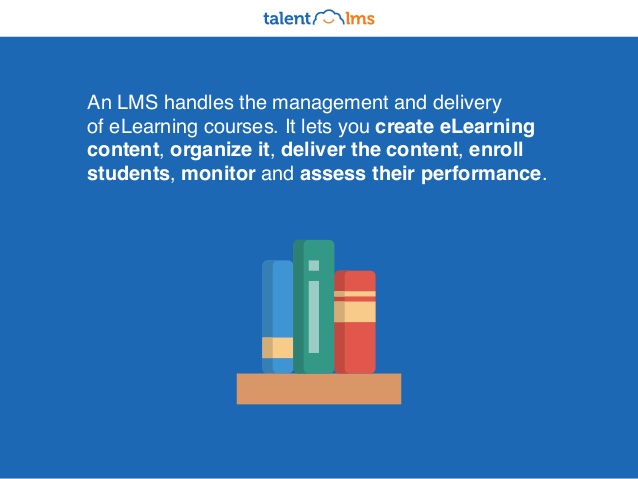 talent lms
An LMS handles the management and delivery
of eLearning courses. It lets you create eLearning
content, organize it, deliver the content, enroll
students, monitor and assess their performance.